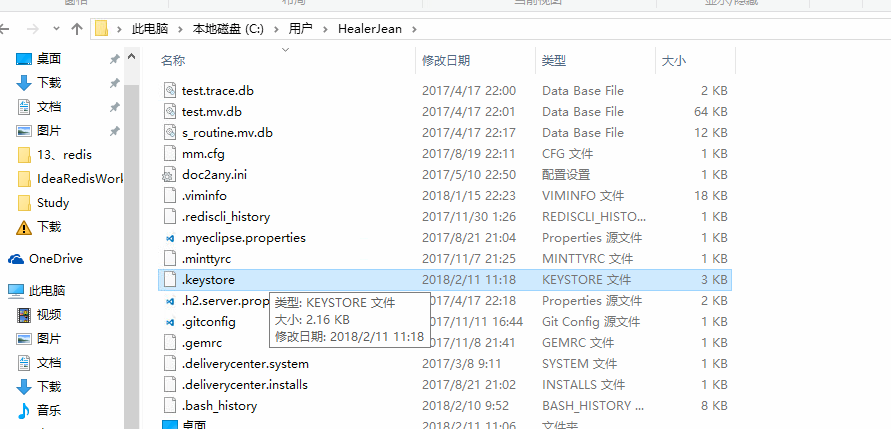 此电脑 › 本地磁盘 (C:) › 用户 › HealerJean ›
名称 修改日期 类型 大小
桌面
下载
文档
图片
13、redis
IdeaRedisWork
Study
下载
OneDrive
此电脑
视频
图片
文档
下载
音乐
test.trace.db 2017/4/17 22:00 Data Base File 2 KB
test.mv.db 2017/4/17 22:01 Data Base File 64 KB
s_routine.mv.db 2017/4/17 22:17 Data Base File 12 KB
mm.cfg 2017/8/19 22:11 CFG 文件 1 KB
doc2any.ini 2017/5/10 22:50 配置设置 1 KB
.viminfo 2018/1/15 22:23 VIMINFO 文件 18 KB
.rediscli_history 2017/11/30 1:26 REDISCLI_HISTO... 1 KB
.myeclipse.properties 2017/8/21 21:04 Properties 源文件 1 KB
.minttyrc 2017/11/7 21:25 MINTTYRC 文件 1 KB
.keystore 2018/2/11 11:18 KEYSTORE 文件 3 KB
.h2.server.prop 2017/4/17 22:18 Properties 源文件 2 KB
.gitconfig 2017/11/11 16:44 Git Config 源文件 1 KB
.gemrc 2017/11/8 21:41 GEMRC 文件 1 KB
.deliverycenter.system 2017/3/8 9:11 SYSTEM 文件 1 KB
.deliverycenter.installs 2017/8/21 21:02 INSTALLS 文件 1 KB
.bash_history 2018/2/10 9:52 BASH_HISTORY 文件 8 KB
桌面 2018/2/11 11:06 文件夹
类型: KEYSTORE 文件
大小: 2.16 KB
修改日期: 2018/2/11 11:18